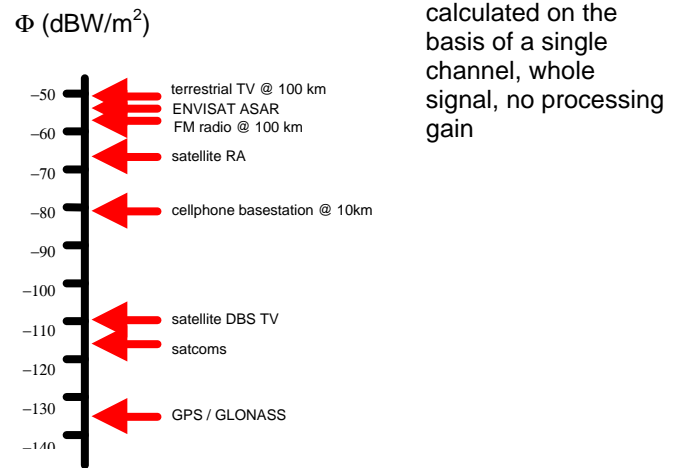 Φ (dBW/m²)
calculated on the
basis of a single
channel, whole
signal, no processing
gain
−50
terrestrial TV @ 100 km
ENVISAT ASAR
FM radio @ 100 km
−60
satellite RA
−70
−80
cellphone basestation @ 10km
−90
−100
satellite DBS TV
−110
satcoms
−120
−130
GPS / GLONASS
−140